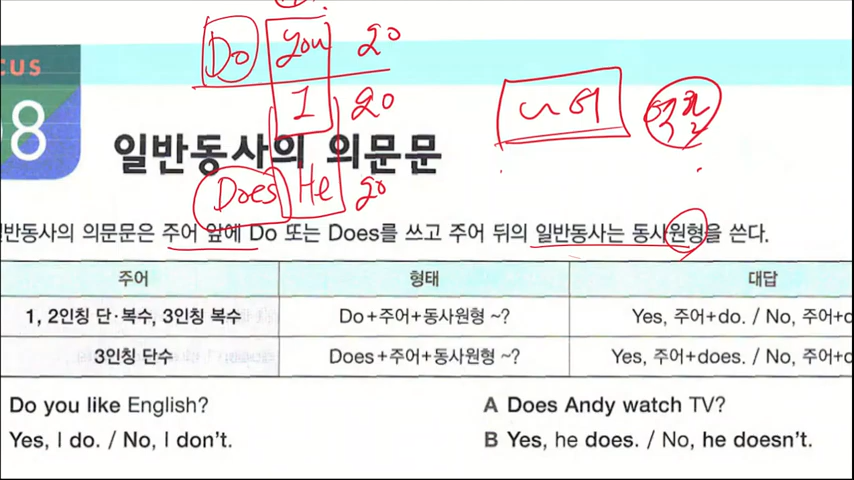 Do you 20
CUS
I 20
어순
역할
일반동사의 의문문
Does He 20
일반동사의 의문문은 주어 앞에 Do 또는 Does를 쓰고 주어 뒤의 일반동사는 동사원형을 쓴다.
주어 형태 대답
1, 2인칭 단·복수, 3인칭 복수 Do+주어+동사원형 ~? Yes, 주어+do. / No, 주어+d
3인칭 단수 Does+주어+동사원형 ~? Yes, 주어+does. / No, 주어+d
Do you like English? A Does Andy watch TV?
Yes, I do. / No, I don't. B Yes, he does. / No, he doesn't.